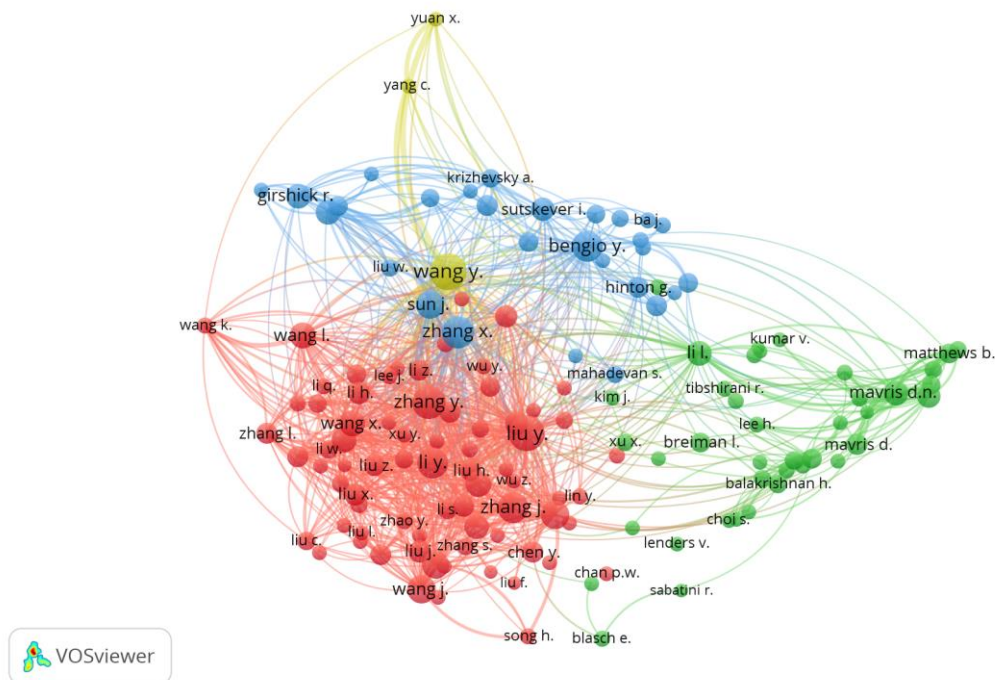 yuan x.
yang c.
krizhevsky a.
girshick r.
sutskever i.
ba j.
bengio y.
liu w.
wang y.
hinton g.
sun j.
wang k.
zhang x.
wang l.
kumar v.
li l.
matthews b.
wu y.
li z.
lee j.
mahadevan s.
li q.
li h.
tibshirani r.
mavris d.n.
kim j.
zhang y.
wang x.
lee h.
zhang l.
xu y.
liu y.
xu x.
breiman l.
mavris d.
li w.
liu z.
li y.
liu h.
wu z.
balakrishnan h.
liu x.
lin y.
li s.
zhang j.
zhao y.
choi s.
liu c.
liu l.
liu j.
zhang s.
chen y.
lenders v.
chan p.w.
liu f.
wang j.
sabatini r.
song h.
blasch e.
VOSviewer